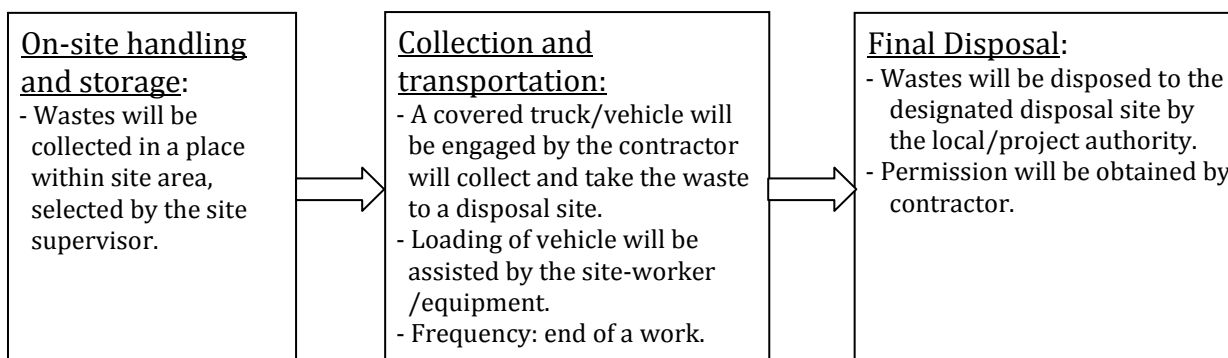 On-site handling
and storage:
- Wastes will be
collected in a place
within site area,
selected by the site
supervisor.
Collection and
transportation:
- A covered truck/vehicle will
be engaged by the contractor
will collect and take the waste
to a disposal site.
- Loading of vehicle will be
assisted by the site-worker
/equipment.
- Frequency: end of a work.
Final Disposal:
- Wastes will be disposed to the
designated disposal site by
the local/project authority.
- Permission will be obtained by
contractor.